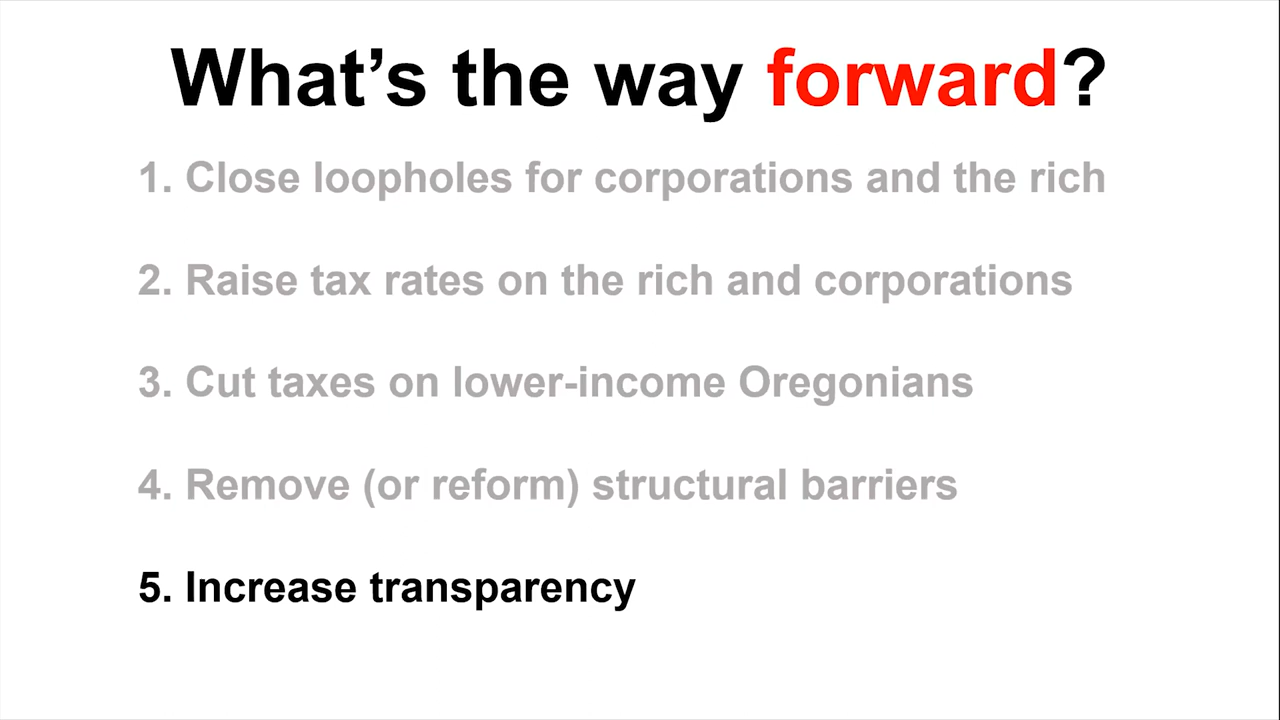 What’s the way forward?
1. Close loopholes for corporations and the rich
2. Raise tax rates on the rich and corporations
3. Cut taxes on lower-income Oregonians
4. Remove (or reform) structural barriers
5. Increase transparency